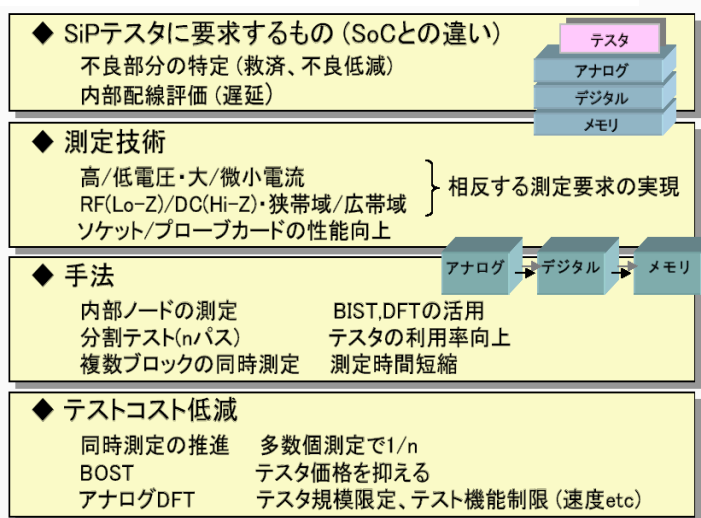 ◆ SiPテスタに要求するもの (SoCとの違い)
不良部分の特定 (救済、不良低減)
内部配線評価 (遅延)
テスタ
アナログ
デジタル
メモリ
◆ 測定技術
高/低電圧・大/微小電流
RF(Lo-Z)/DC(Hi-Z)・狭帯域/広帯域
相反する測定要求の実現
ソケット/プローブカードの性能向上
アナログ デジタル メモリ
◆ 手法
内部ノードの測定 BIST,DFTの活用
分割テスト(nパス) テスタの利用率向上
複数ブロックの同時測定 測定時間短縮
◆ テストコスト低減
同時測定の推進 多数個測定で1/n
BOST テスタ価格を抑える
アナログDFT テスタ規模限定、テスト機能制限 (速度etc)